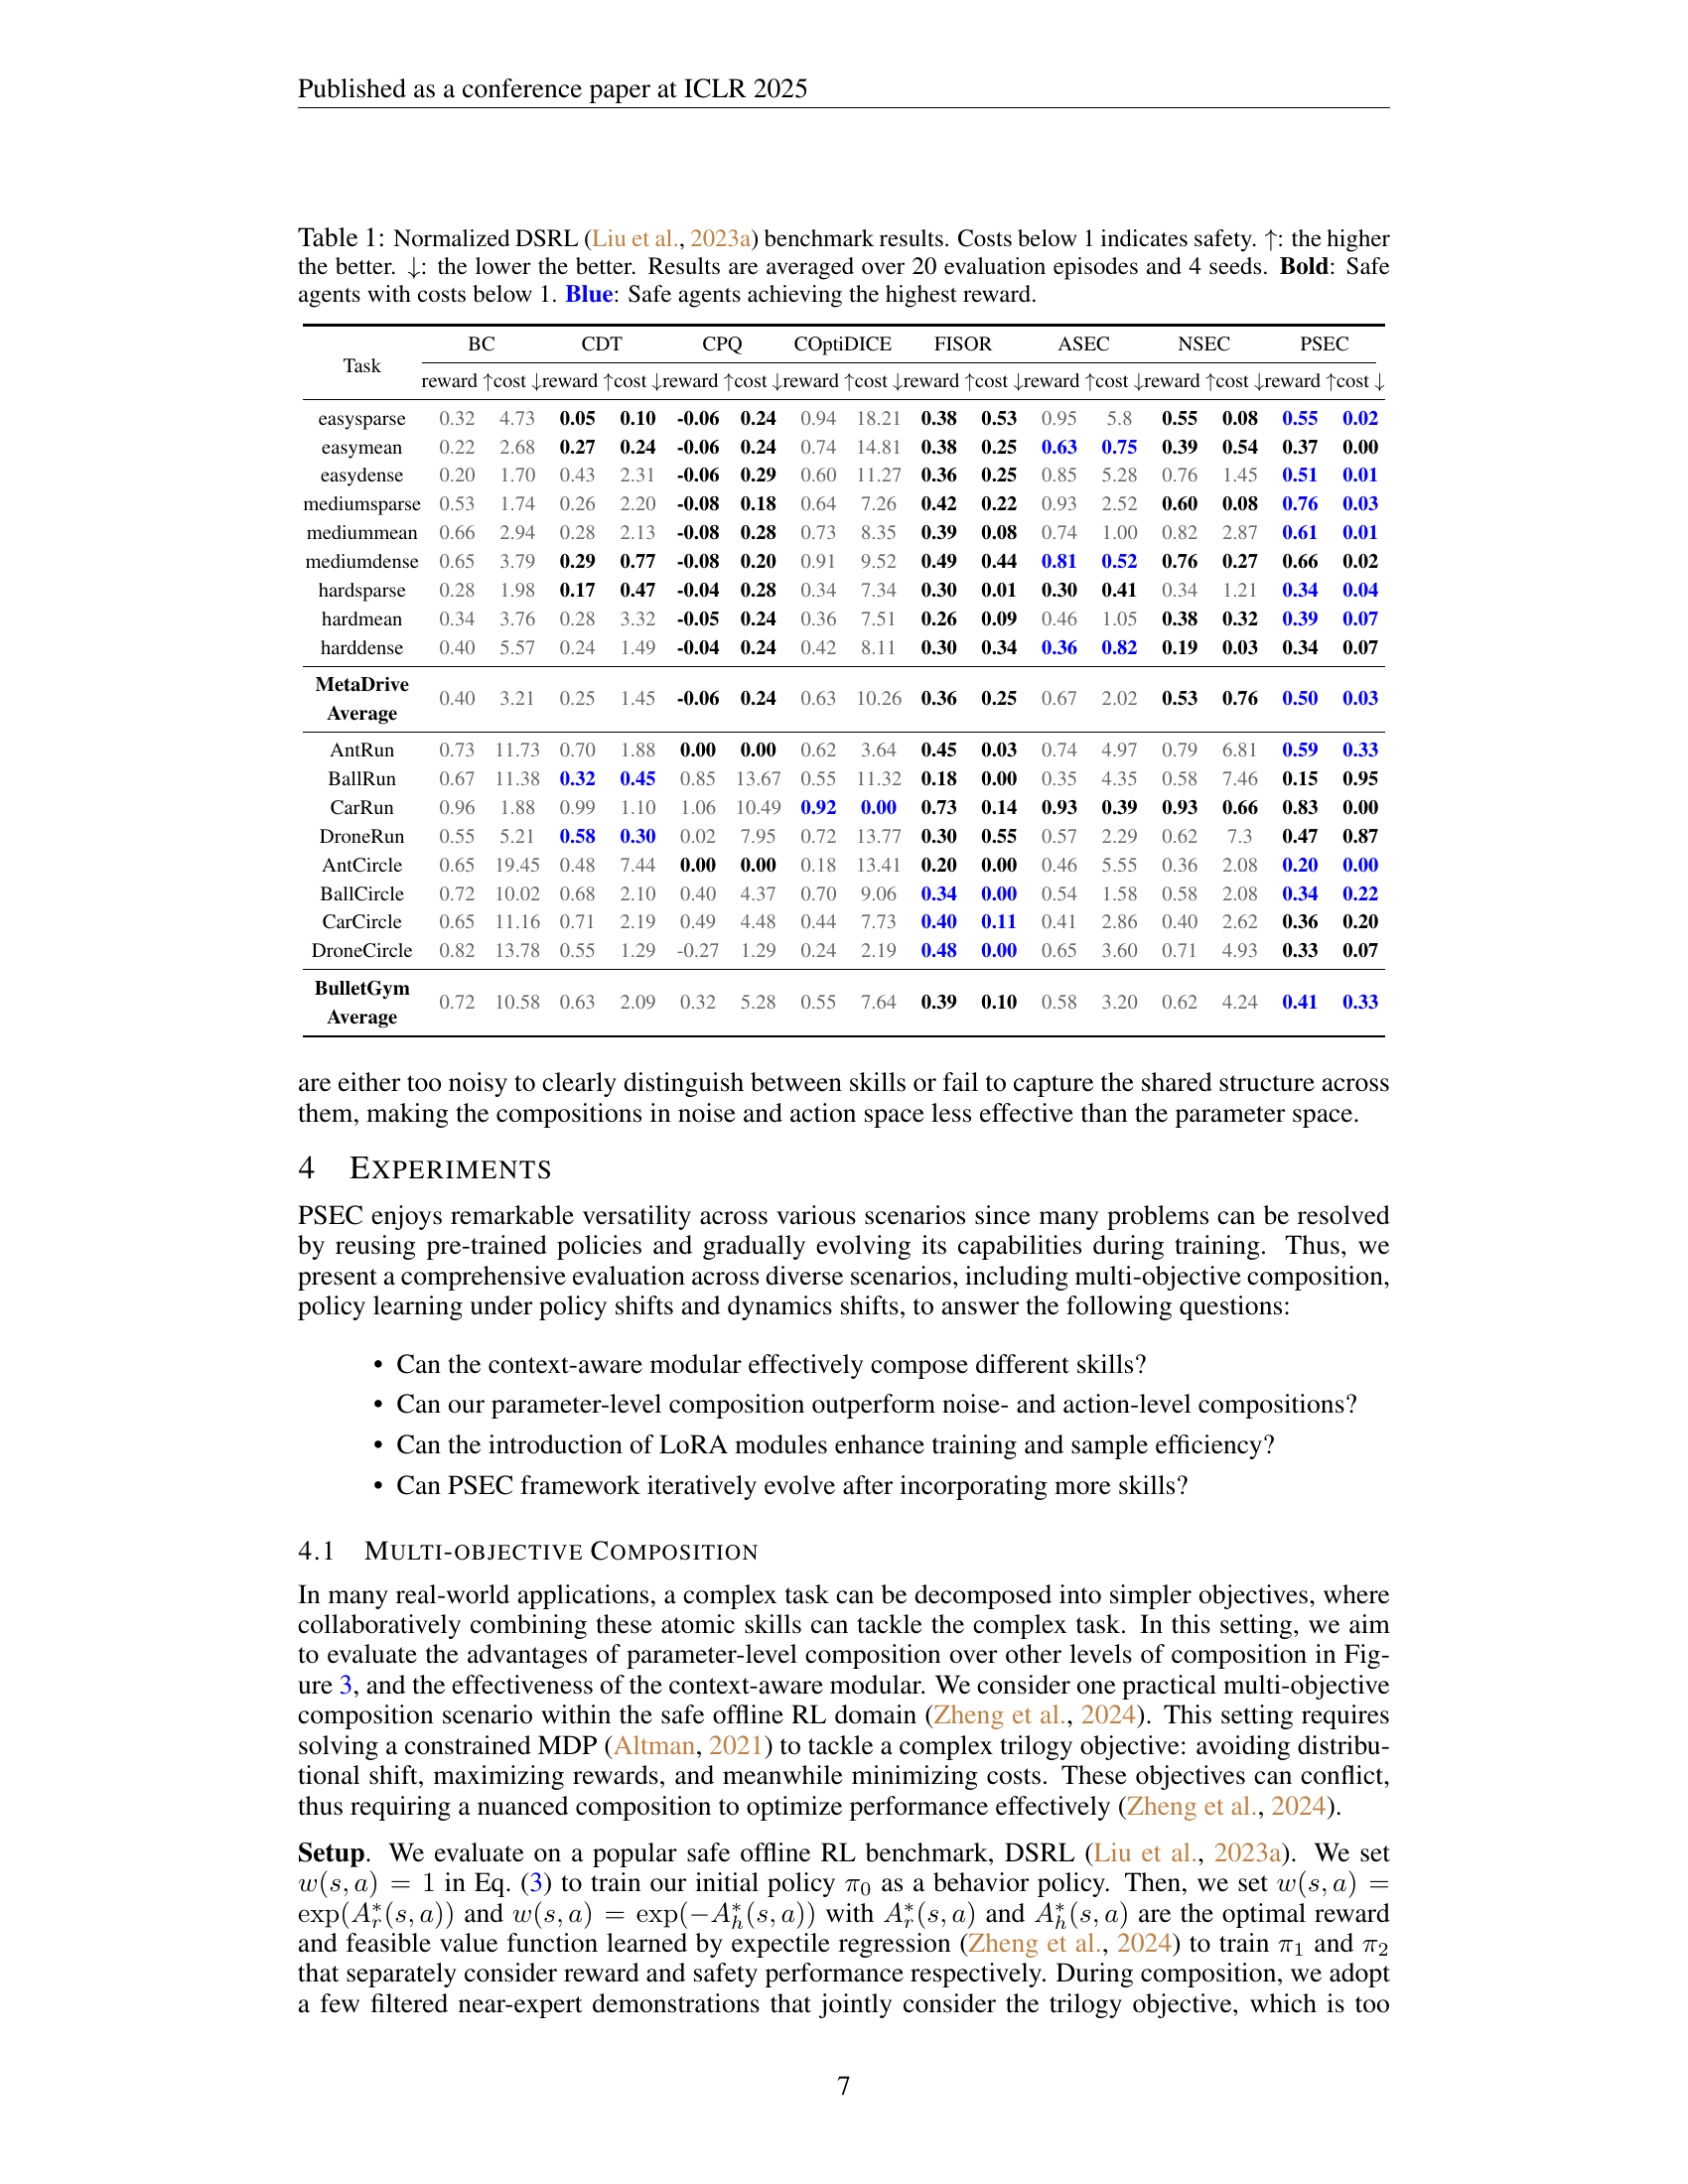 Published as a conference paper at ICLR 2025
Table 1: Normalized DSRL (Liu et al., 2023a) benchmark results. Costs below 1 indicates safety. ↑: the higher
the better. ↓: the lower the better. Results are averaged over 20 evaluation episodes and 4 seeds. Bold: Safe
agents with costs below 1. Blue: Safe agents achieving the highest reward.
Task BC CDT CPQ COptiDICE FISOR ASEC NSEC PSEC
reward ↑ cost ↓ reward ↑ cost ↓ reward ↑ cost ↓ reward ↑ cost ↓ reward ↑ cost ↓ reward ↑ cost ↓ reward ↑ cost ↓ reward ↑ cost ↓
easysparse 0.32 4.73 0.05 0.10 -0.06 0.24 0.94 18.21 0.38 0.53 0.95 5.8 0.55 0.08 0.55 0.02
easymean 0.22 2.68 0.27 0.24 -0.06 0.24 0.74 14.81 0.38 0.25 0.63 0.75 0.39 0.54 0.37 0.00
easydense 0.20 1.70 0.43 2.31 -0.06 0.29 0.60 11.27 0.36 0.25 0.85 5.28 0.76 1.45 0.51 0.01
mediumsparse 0.53 1.74 0.26 2.20 -0.08 0.18 0.64 7.26 0.42 0.22 0.93 2.52 0.60 0.08 0.76 0.03
mediummean 0.66 2.94 0.28 2.13 -0.08 0.28 0.73 8.35 0.39 0.08 0.74 1.00 0.82 2.87 0.61 0.01
mediumdense 0.65 3.79 0.29 0.77 -0.08 0.20 0.91 9.52 0.49 0.44 0.81 0.52 0.76 0.27 0.66 0.02
hardsparse 0.28 1.98 0.17 0.47 -0.04 0.28 0.34 7.34 0.30 0.01 0.30 0.41 0.34 1.21 0.34 0.04
hardmean 0.34 3.76 0.28 3.32 -0.05 0.24 0.36 7.51 0.26 0.09 0.46 1.05 0.38 0.32 0.39 0.07
harddense 0.40 5.57 0.24 1.49 -0.04 0.24 0.42 8.11 0.30 0.34 0.36 0.82 0.19 0.03 0.34 0.07
MetaDrive
Average 0.40 3.21 0.25 1.45 -0.06 0.24 0.63 10.26 0.36 0.25 0.67 2.02 0.53 0.76 0.50 0.03
AntRun 0.73 11.73 0.70 1.88 0.00 0.00 0.62 3.64 0.45 0.03 0.74 4.97 0.79 6.81 0.59 0.33
BallRun 0.67 11.38 0.32 0.45 0.85 13.67 0.55 11.32 0.18 0.00 0.35 4.35 0.58 7.46 0.15 0.95
CarRun 0.96 1.88 0.99 1.10 1.06 10.49 0.92 0.00 0.73 0.14 0.93 0.39 0.93 0.66 0.83 0.00
DroneRun 0.55 5.21 0.58 0.30 0.02 7.95 0.72 13.77 0.30 0.55 0.57 2.29 0.62 7.3 0.47 0.87
AntCircle 0.65 19.45 0.48 7.44 0.00 0.00 0.18 13.41 0.20 0.00 0.46 5.55 0.36 2.08 0.20 0.00
BallCircle 0.72 10.02 0.68 2.10 0.40 4.37 0.70 9.06 0.34 0.00 0.54 1.58 0.58 2.08 0.34 0.22
CarCircle 0.65 11.16 0.71 2.19 0.49 4.48 0.44 7.73 0.40 0.11 0.41 2.86 0.40 2.62 0.36 0.20
DroneCircle 0.82 13.78 0.55 1.29 -0.27 1.29 0.24 2.19 0.48 0.00 0.65 3.60 0.71 4.93 0.33 0.07
BulletGym
Average 0.72 10.58 0.63 2.09 0.32 5.28 0.55 7.64 0.39 0.10 0.58 3.20 0.62 4.24 0.41 0.33
are either too noisy to clearly distinguish between skills or fail to capture the shared structure across
them, making the compositions in noise and action space less effective than the parameter space.
4 EXPERIMENTS
PSEC enjoys remarkable versatility across various scenarios since many problems can be resolved
by reusing pre-trained policies and gradually evolving its capabilities during training. Thus, we
present a comprehensive evaluation across diverse scenarios, including multi-objective composition,
policy learning under policy shifts and dynamics shifts, to answer the following questions:
• Can the context-aware modular effectively compose different skills?
• Can our parameter-level composition outperform noise- and action-level compositions?
• Can the introduction of LoRA modules enhance training and sample efficiency?
• Can PSEC framework iteratively evolve after incorporating more skills?
4.1 MULTI-OBJECTIVE COMPOSITION
In many real-world applications, a complex task can be decomposed into simpler objectives, where
collaboratively combining these atomic skills can tackle the complex task. In this setting, we aim
to evaluate the advantages of parameter-level composition over other levels of composition in Fig-
ure 3, and the effectiveness of the context-aware modular. We consider one practical multi-objective
composition scenario within the safe offline RL domain (Zheng et al., 2024). This setting requires
solving a constrained MDP (Altman, 2021) to tackle a complex trilogy objective: avoiding distribu-
tional shift, maximizing rewards, and meanwhile minimizing costs. These objectives can conflict,
thus requiring a nuanced composition to optimize performance effectively (Zheng et al., 2024).
Setup. We evaluate on a popular safe offline RL benchmark, DSRL (Liu et al., 2023a). We set
w(s, a) = 1 in Eq. (3) to train our initial policy π₀ as a behavior policy. Then, we set w(s, a) =
exp(A*ᵣ(s, a)) and w(s, a) = exp(−A*ₕ(s, a)) with A*ᵣ(s, a) and A*ₕ(s, a) are the optimal reward
and feasible value function learned by expectile regression (Zheng et al., 2024) to train π₁ and π₂
that separately consider reward and safety performance respectively. During composition, we adopt
a few filtered near-expert demonstrations that jointly consider the trilogy objective, which is too
7